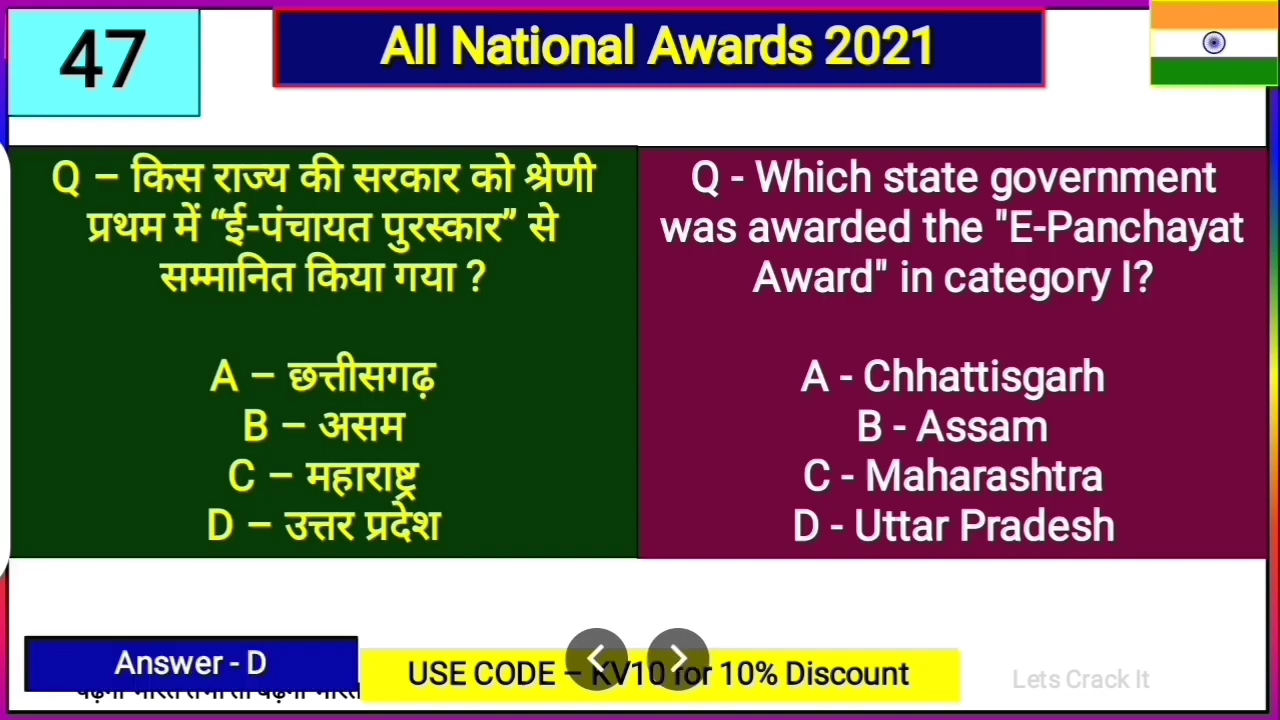 47
All National Awards 2021
Q – किस राज्य की सरकार को श्रेणी
प्रथम में “ई-पंचायत पुरस्कार” से
सम्मानित किया गया ?
A – छत्तीसगढ़
B – असम
C – महाराष्ट्र
D – उत्तर प्रदेश
Q - Which state government
was awarded the "E-Panchayat
Award" in category I?
A - Chhattisgarh
B - Assam
C - Maharashtra
D - Uttar Pradesh
Answer - D
USE CODE – KV10 for 10% Discount
Lets Crack It